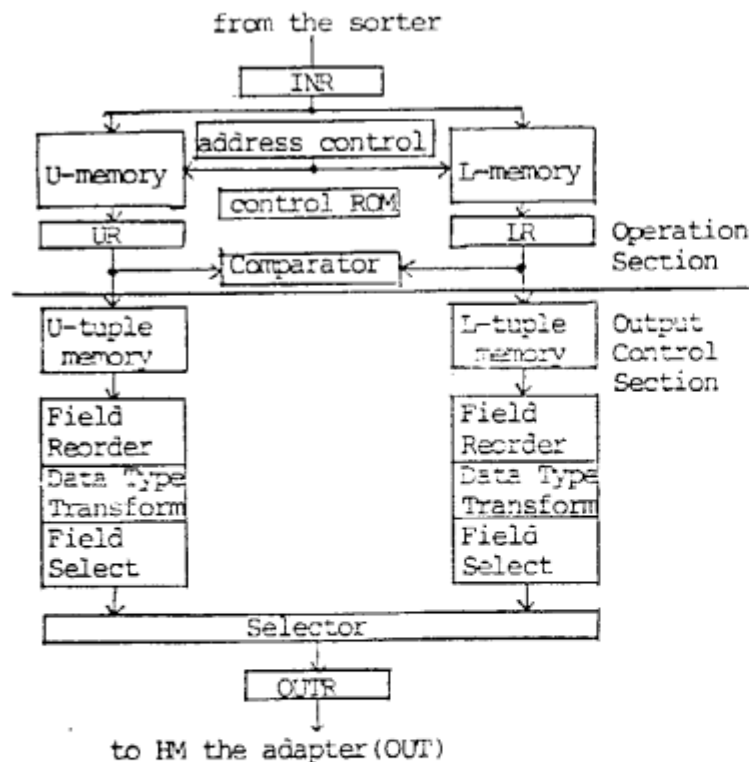 from the sorter
INR
address control
U-memory
L-memory
control ROM
UR
LR
Operation
Section
Comparator
U-tuple
memory
L-tuple
memory
Output
Control
Section
Field
Reorder
Data Type
Transform
Field
Select
Field
Reorder
Data Type
Transform
Field
Select
Selector
OUTR
to HM the adapter(OUT)